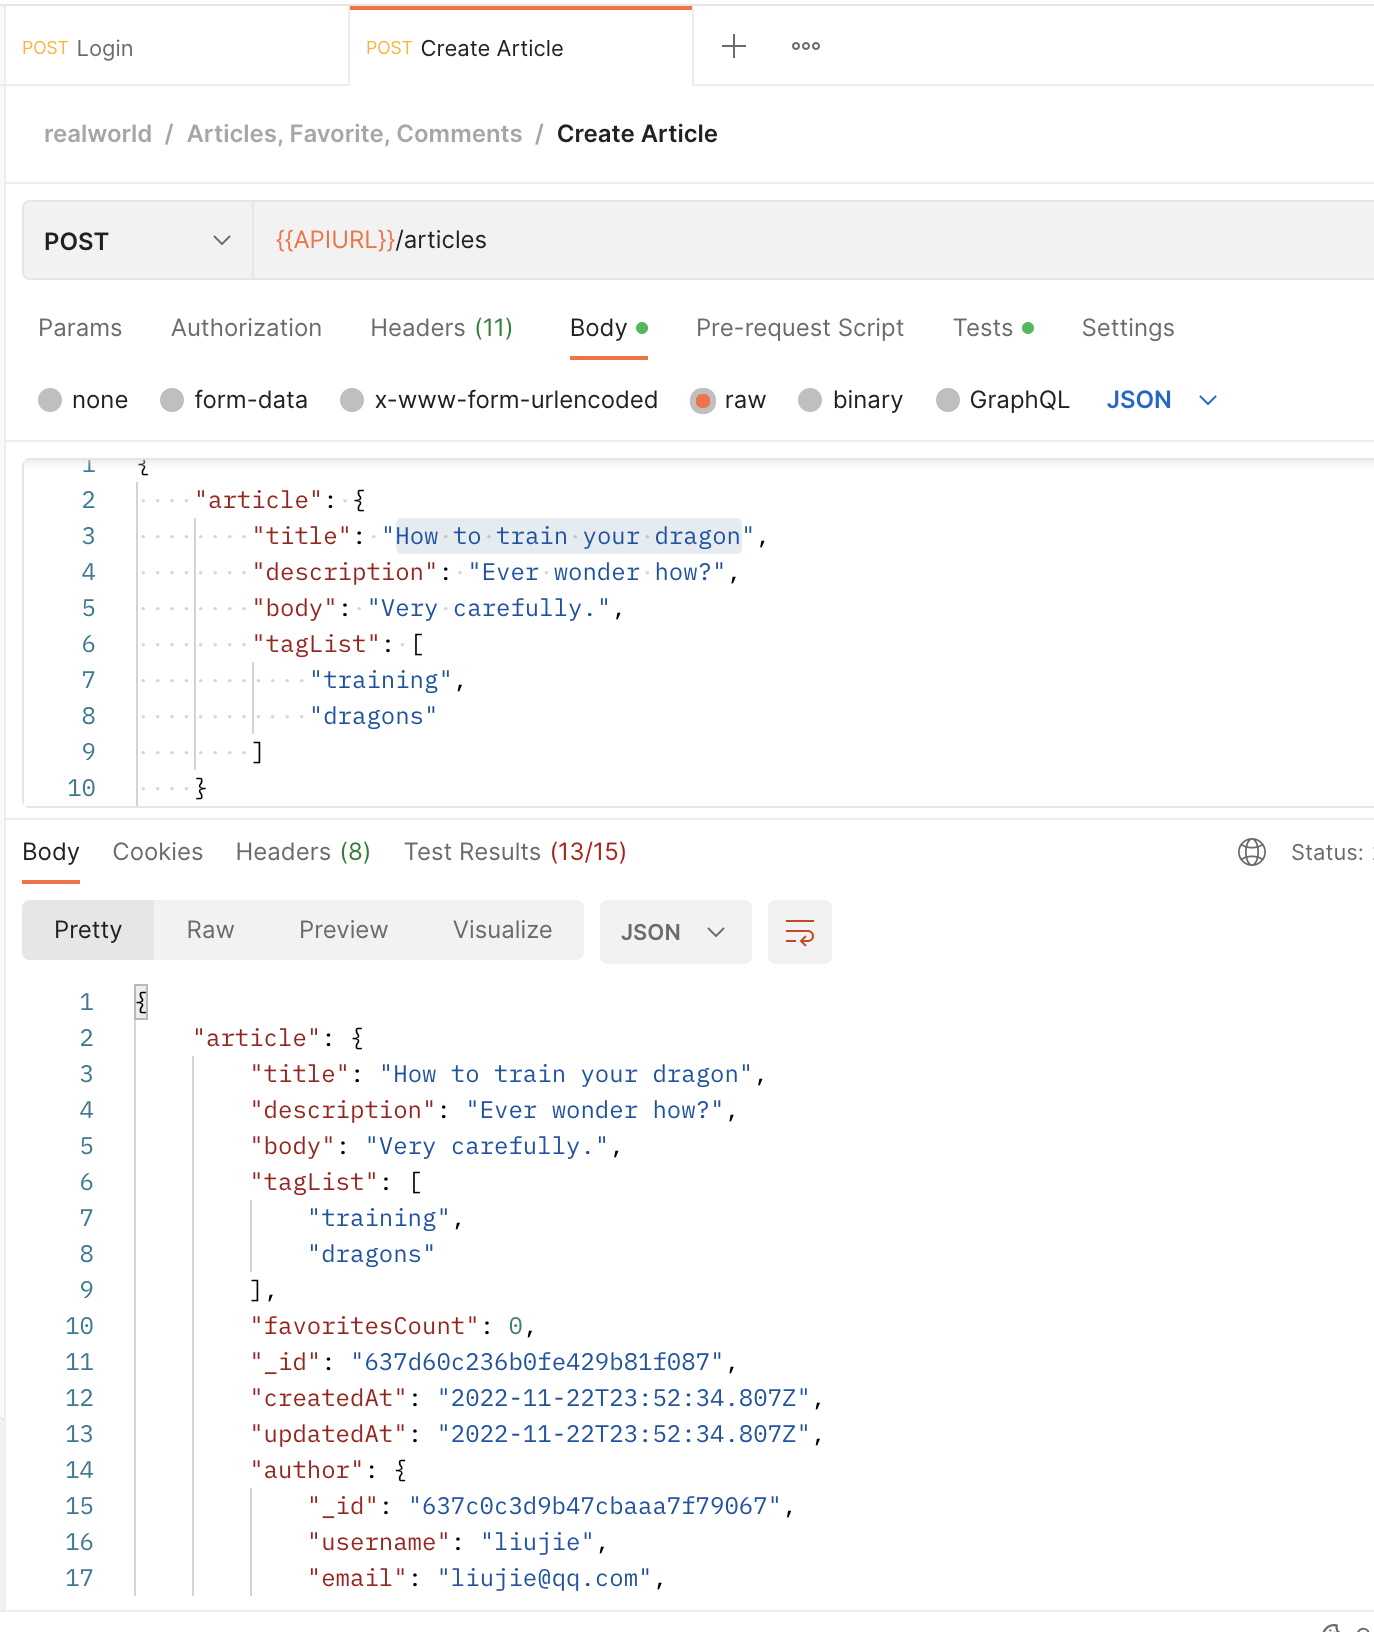 POST Login POST Create Article
realworld / Articles, Favorite, Comments / Create Article
POST {{APIURL}}/articles
Params Authorization Headers (11) Body Pre-request Script Tests Settings
none form-data x-www-form-urlencoded raw binary GraphQL JSON
1 {
2 "article": {
3 "title": "How to train your dragon",
4 "description": "Ever wonder how?",
5 "body": "Very carefully.",
6 "tagList": [
7 "training",
8 "dragons"
9 ]
10 }
Body Cookies Headers (8) Test Results (13/15) Status:
Pretty Raw Preview Visualize JSON
1 {
2 "article": {
3 "title": "How to train your dragon",
4 "description": "Ever wonder how?",
5 "body": "Very carefully.",
6 "tagList": [
7 "training",
8 "dragons"
9 ],
10 "favoritesCount": 0,
11 "_id": "637d60c236b0fe429b81f087",
12 "createdAt": "2022-11-22T23:52:34.807Z",
13 "updatedAt": "2022-11-22T23:52:34.807Z",
14 "author": {
15 "_id": "637c0c3d9b47cbaaa7f79067",
16 "username": "liujie",
17 "email": "liujie@qq.com",